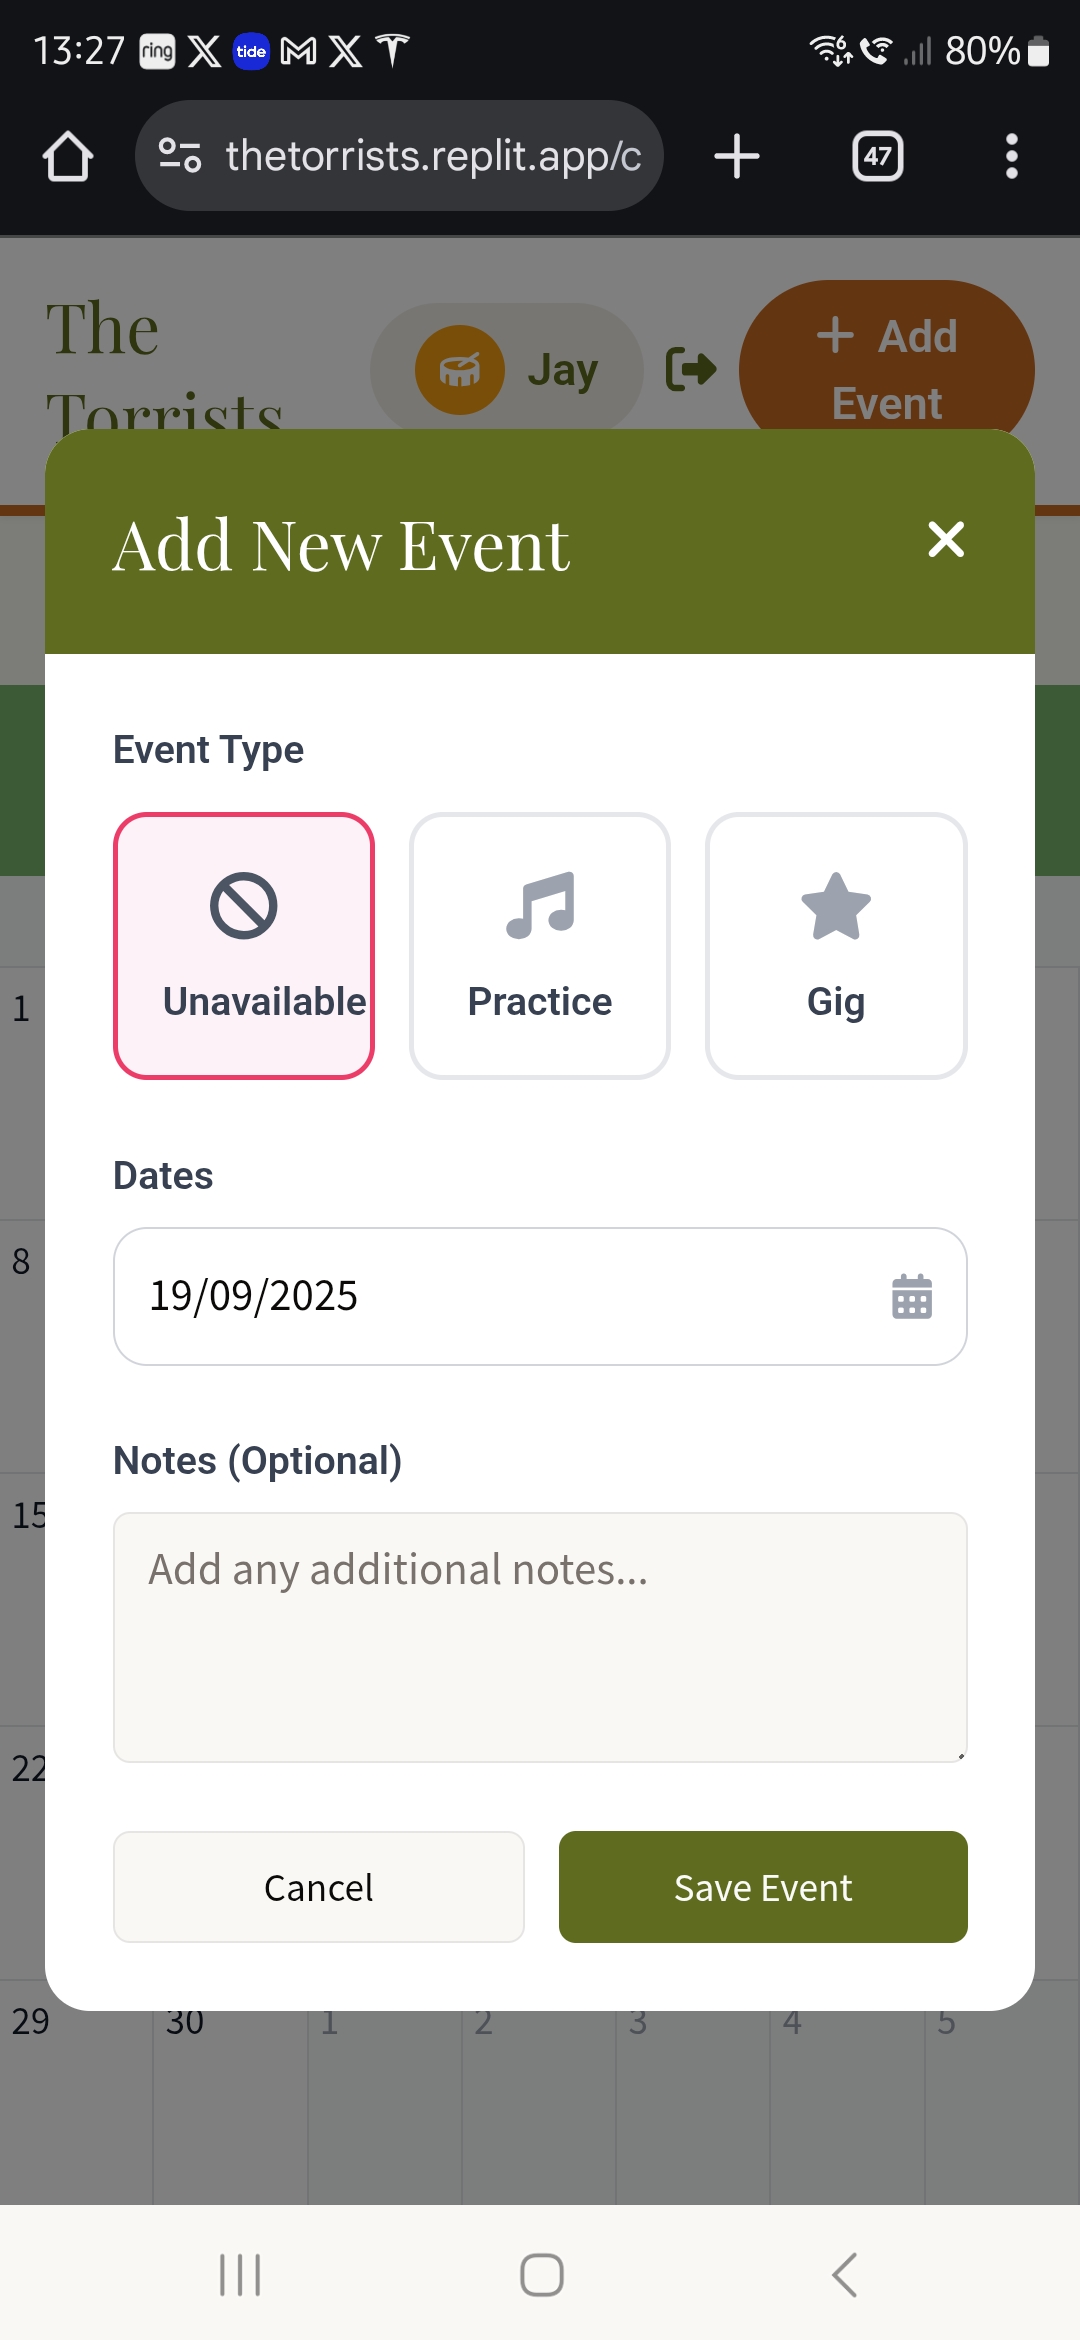 13:27 ring tide 6 80%
thetorrists.replit.app/c 47
The
Torrists
Jay
Add
Event
Add New Event
Event Type
Unavailable Practice Gig
1
Dates
8
19/09/2025
Notes (Optional)
15
Add any additional notes...
22
Cancel Save Event
29 30 1 2 3 4 5